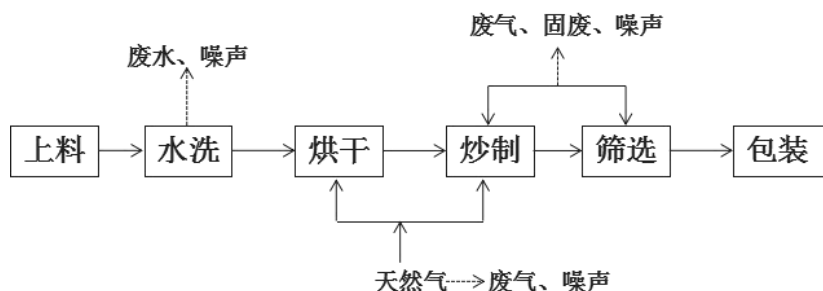 废气、固废、噪声
废水、噪声
上料
水洗
烘干
炒制
筛选
包装
天然气
废气、噪声